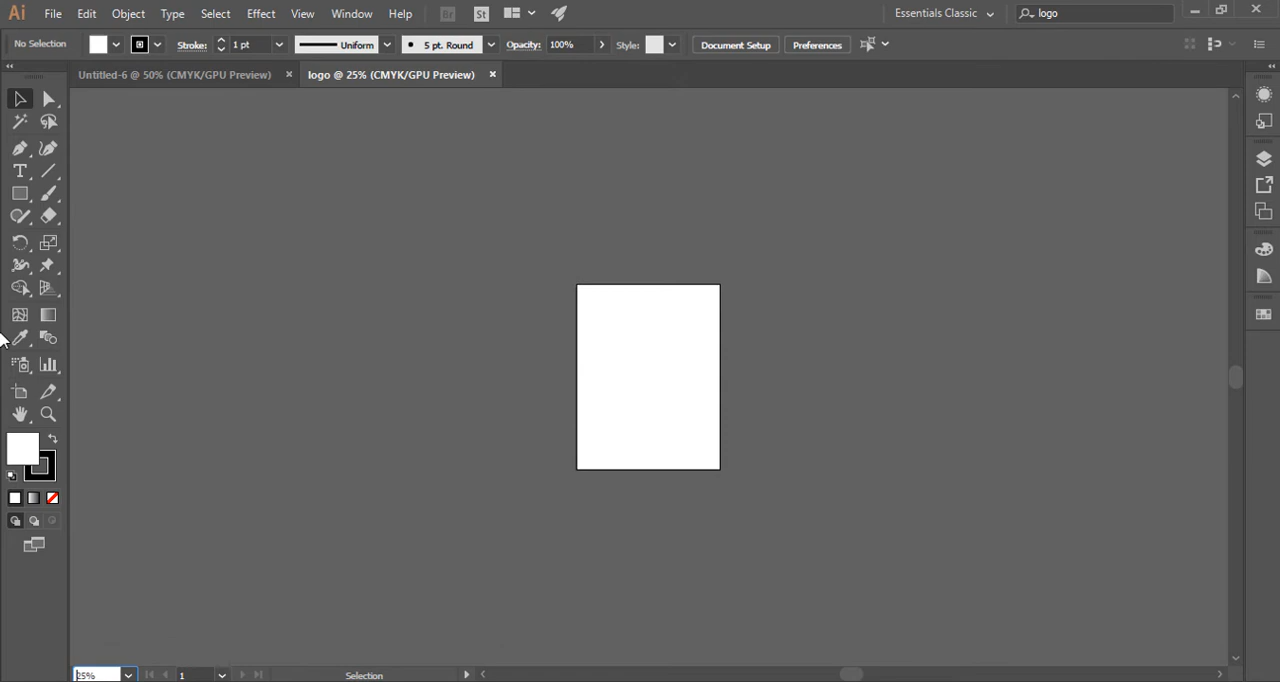 Ai File Edit Object Type Select Effect View Window Help Br St Essentials Classic logo
No Selection Stroke: 1 pt Uniform 5 pt. Round Opacity: 100% Style: Document Setup Preferences
Untitled-6 @ 50% (CMYK/GPU Preview) logo @ 25% (CMYK/GPU Preview)
25% 1 Selection